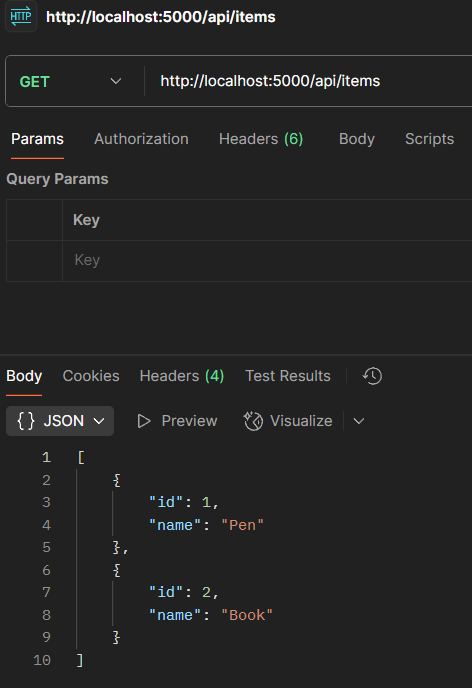 HTTP http://localhost:5000/api/items
GET http://localhost:5000/api/items
Params Authorization Headers (6) Body Scripts
Query Params
Key
Key
Body Cookies Headers (4) Test Results
{} JSON Preview Visualize
1 [
2 {
3 "id": 1,
4 "name": "Pen"
5 },
6 {
7 "id": 2,
8 "name": "Book"
9 }
10 ]